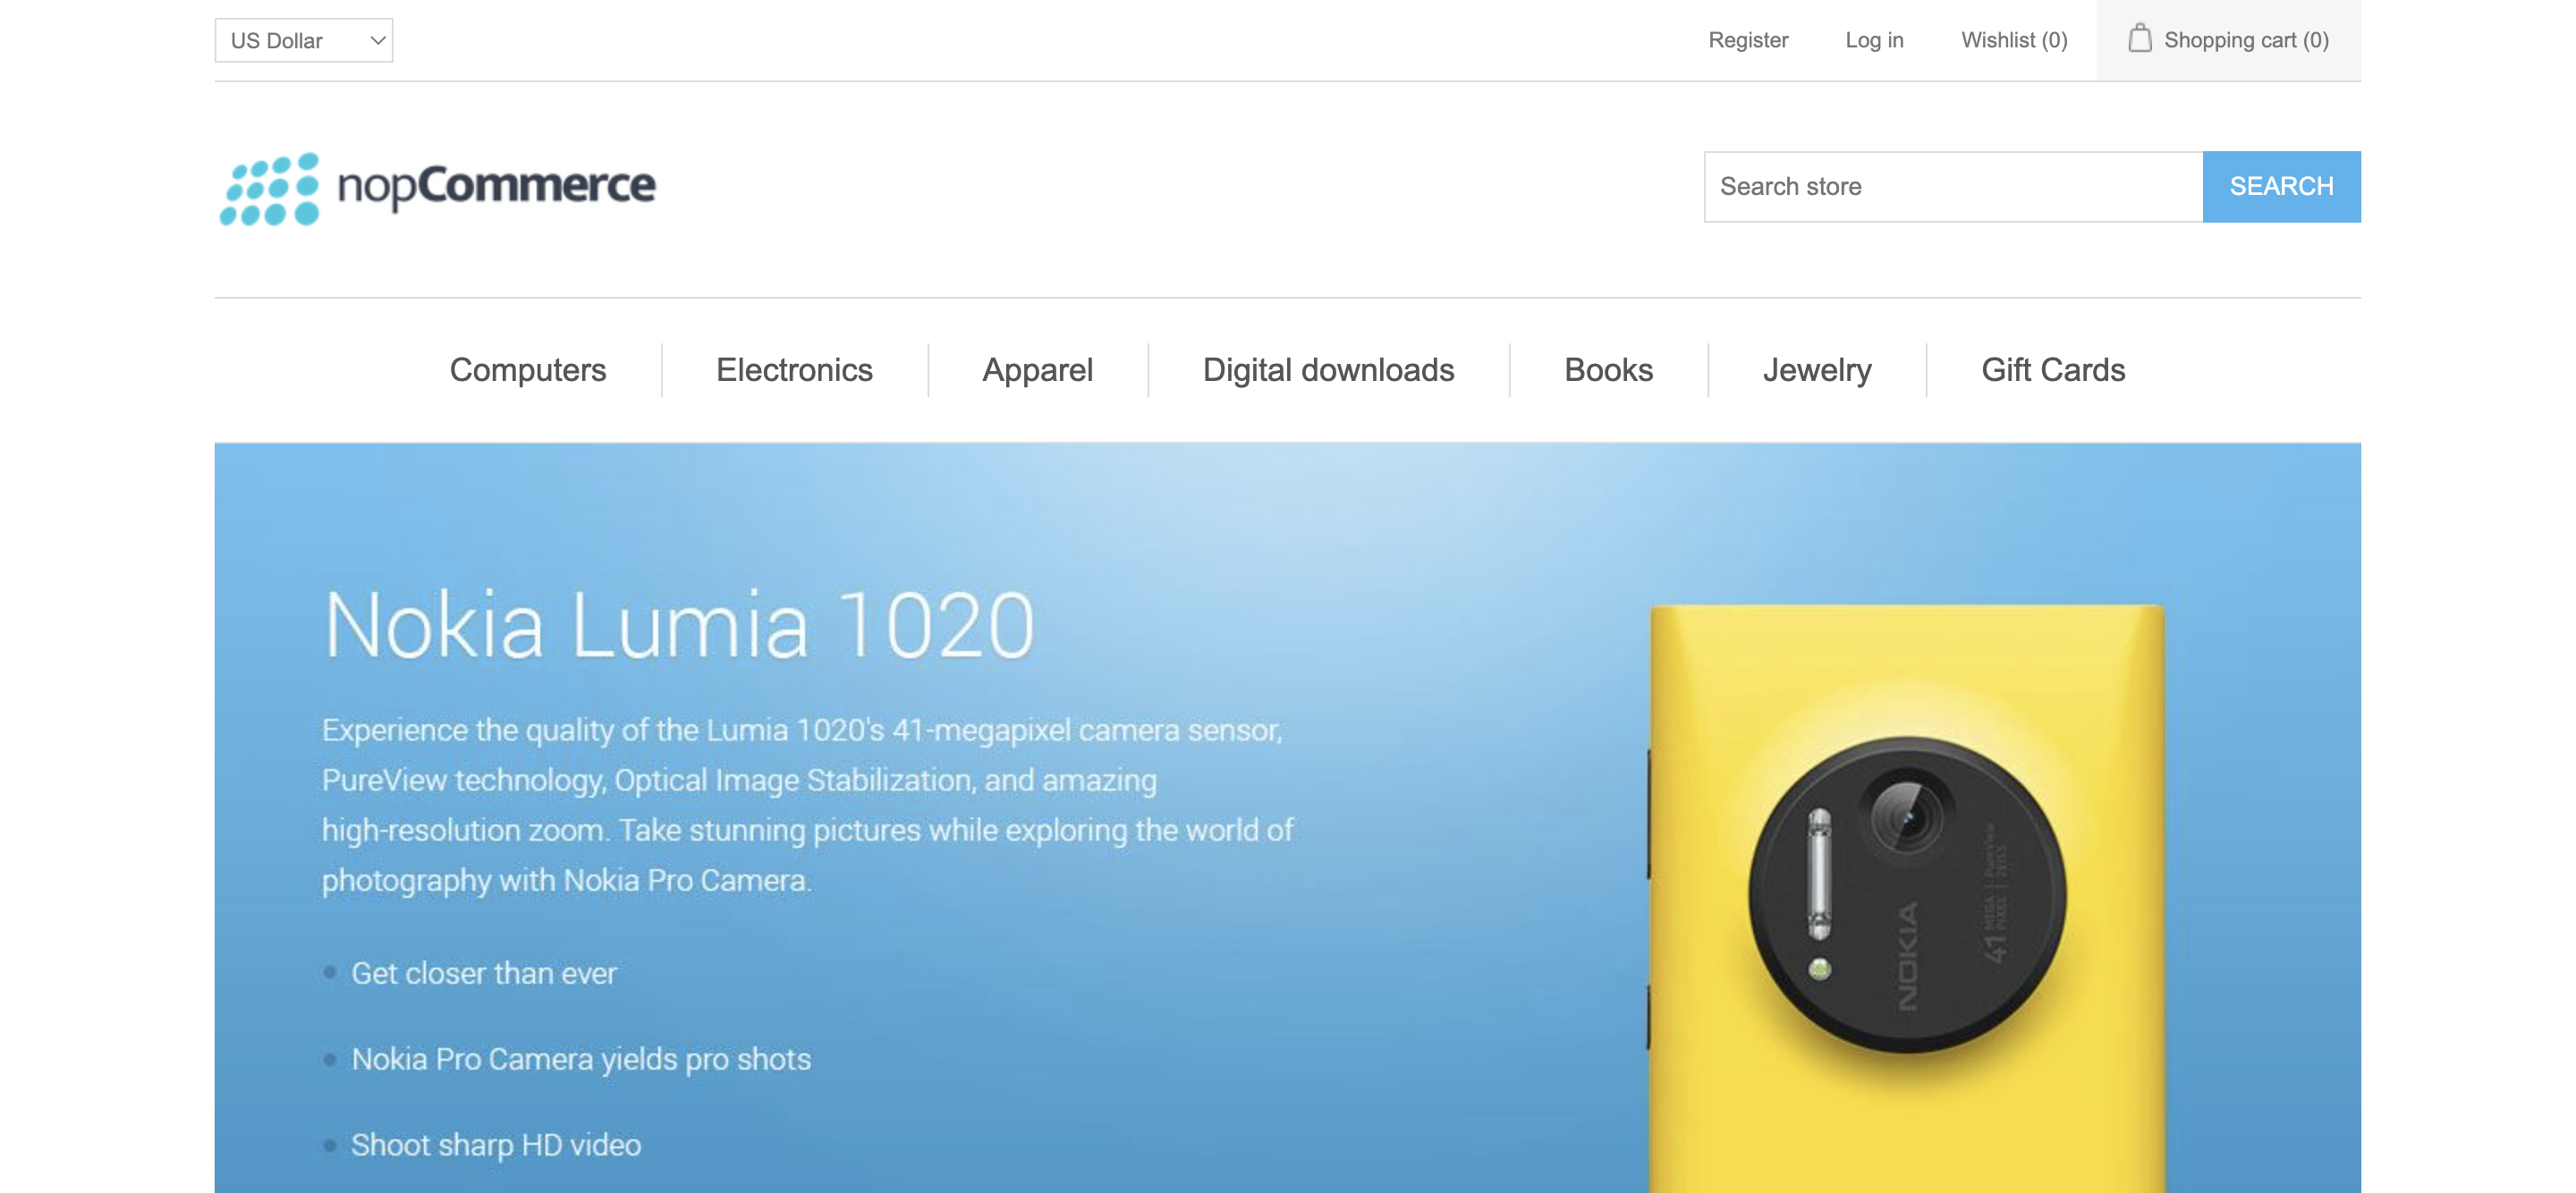 US Dollar
Register
Log in
Wishlist (0)
Shopping cart (0)
nopCommerce
Search store
SEARCH
Computers
Electronics
Apparel
Digital downloads
Books
Jewelry
Gift Cards
Nokia Lumia 1020
Experience the quality of the Lumia 1020's 41-megapixel camera sensor,
PureView technology, Optical Image Stabilization, and amazing
high-resolution zoom. Take stunning pictures while exploring the world of
photography with Nokia Pro Camera.
Get closer than ever
Nokia Pro Camera yields pro shots
Shoot sharp HD video
NOKIA
41 MEGA PIXEL
PureView
ZEISS